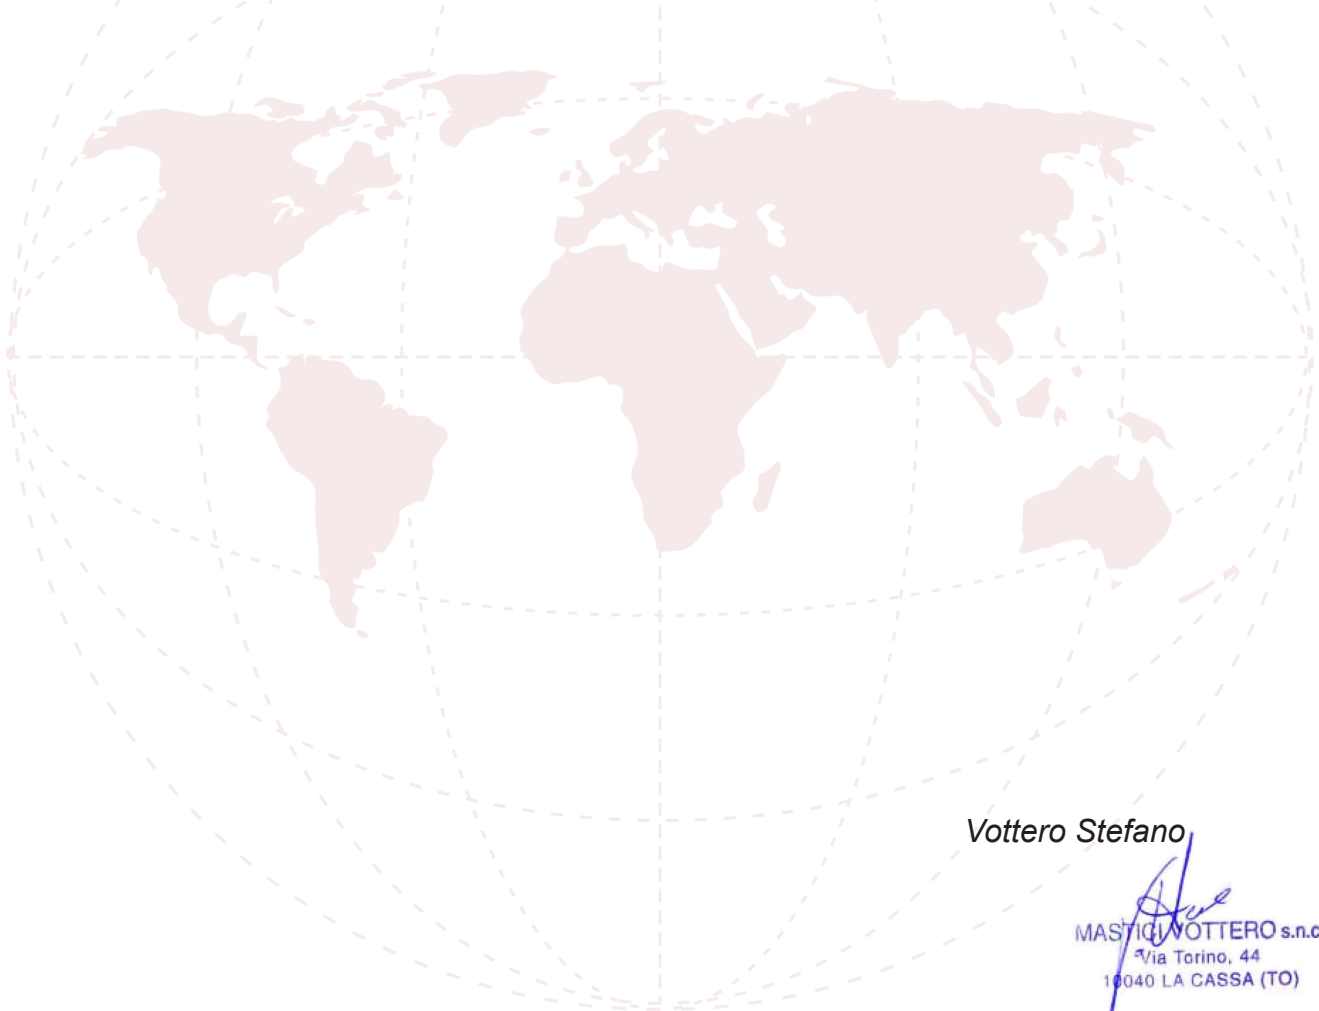 Vottero Stefano
MASTICI VOTTERO s.n.c
Via Torino, 44
10040 LA CASSA (TO)